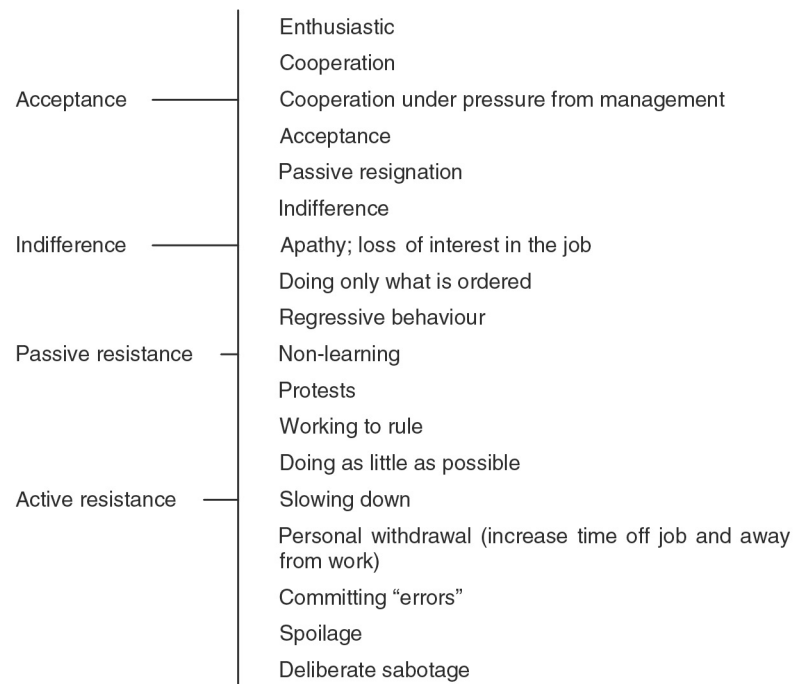 Enthusiastic
Cooperation
Acceptance Cooperation under pressure from management
Acceptance
Passive resignation
Indifference
Indifference Apathy; loss of interest in the job
Doing only what is ordered
Regressive behaviour
Passive resistance Non-learning
Protests
Working to rule
Doing as little as possible
Active resistance Slowing down
Personal withdrawal (increase time off job and away
from work)
Committing “errors”
Spoilage
Deliberate sabotage